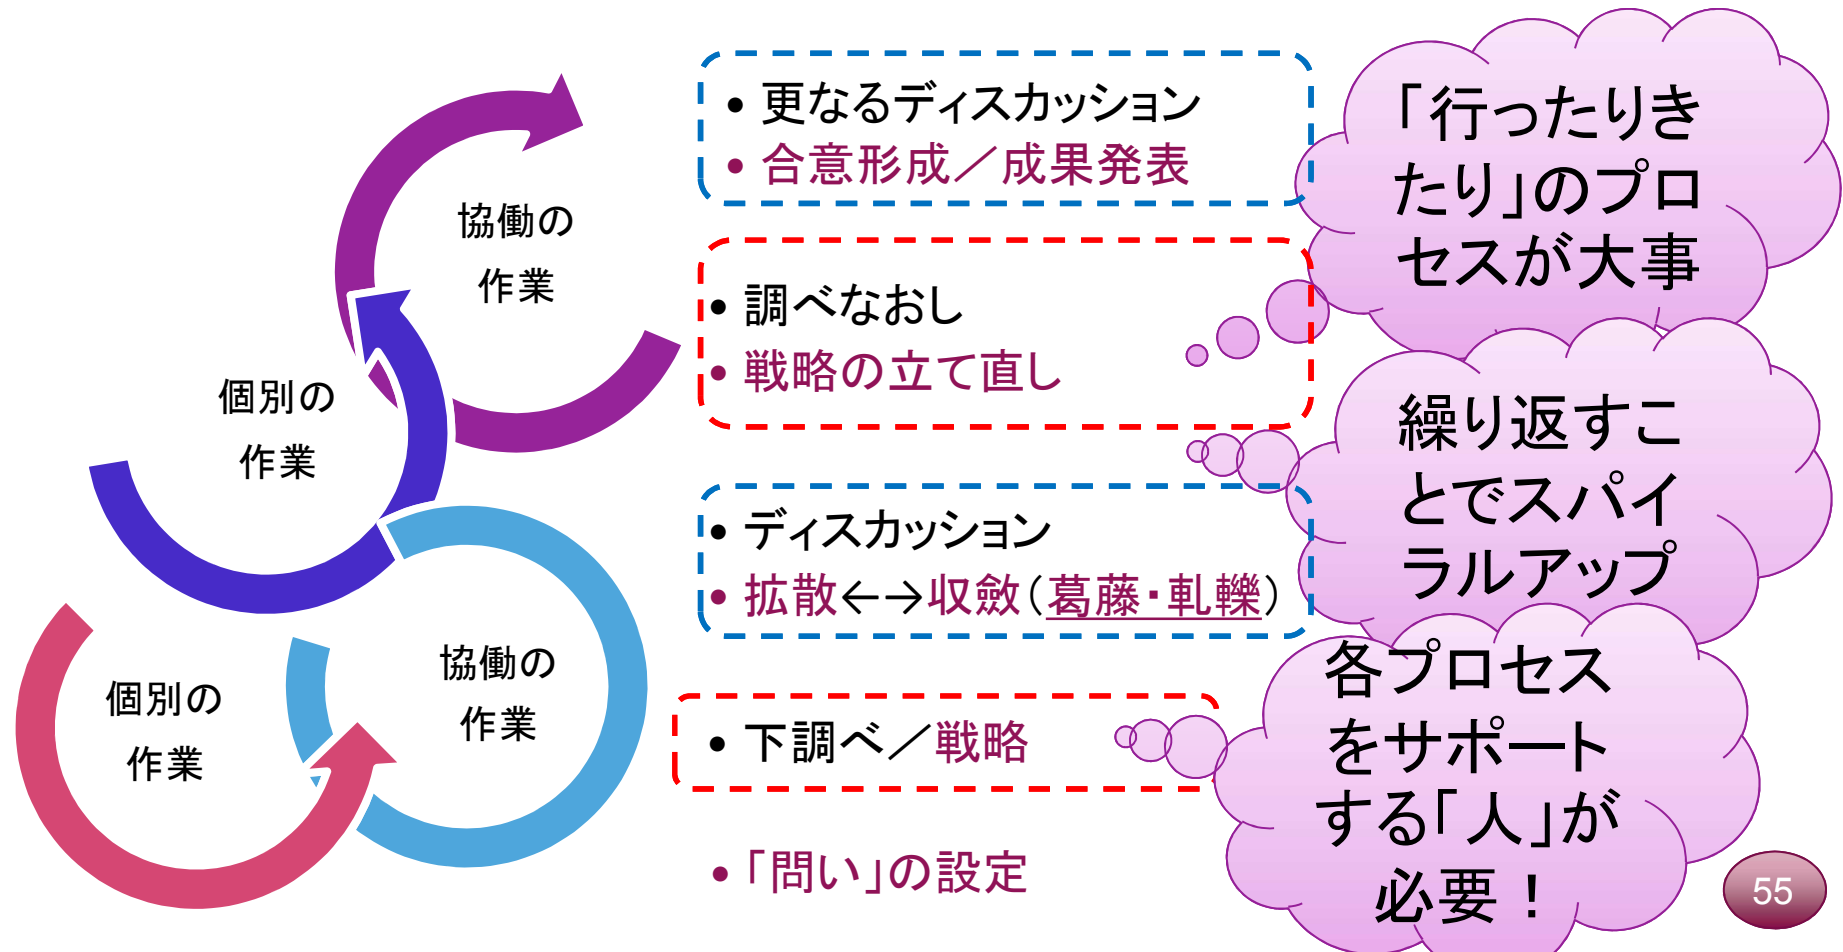 協働の
作業
個別の
作業
協働の
作業
個別の
作業
• 更なるディスカッション
• 合意形成／成果発表
• 調べなおし
• 戦略の立て直し
• ディスカッション
• 拡散←→収斂（葛藤・軋轢）
• 下調べ／戦略
• 「問い」の設定
「行ったりき
たり」のプロ
セスが大事
繰り返すこ
とでスパイ
ラルアップ
各プロセス
をサポート
する「人」が
必要！
55